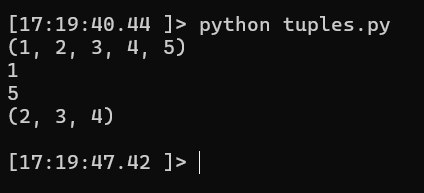 [17:19:40.44 ]> python tuples.py
(1, 2, 3, 4, 5)
1
5
(2, 3, 4)
[17:19:47.42 ]>